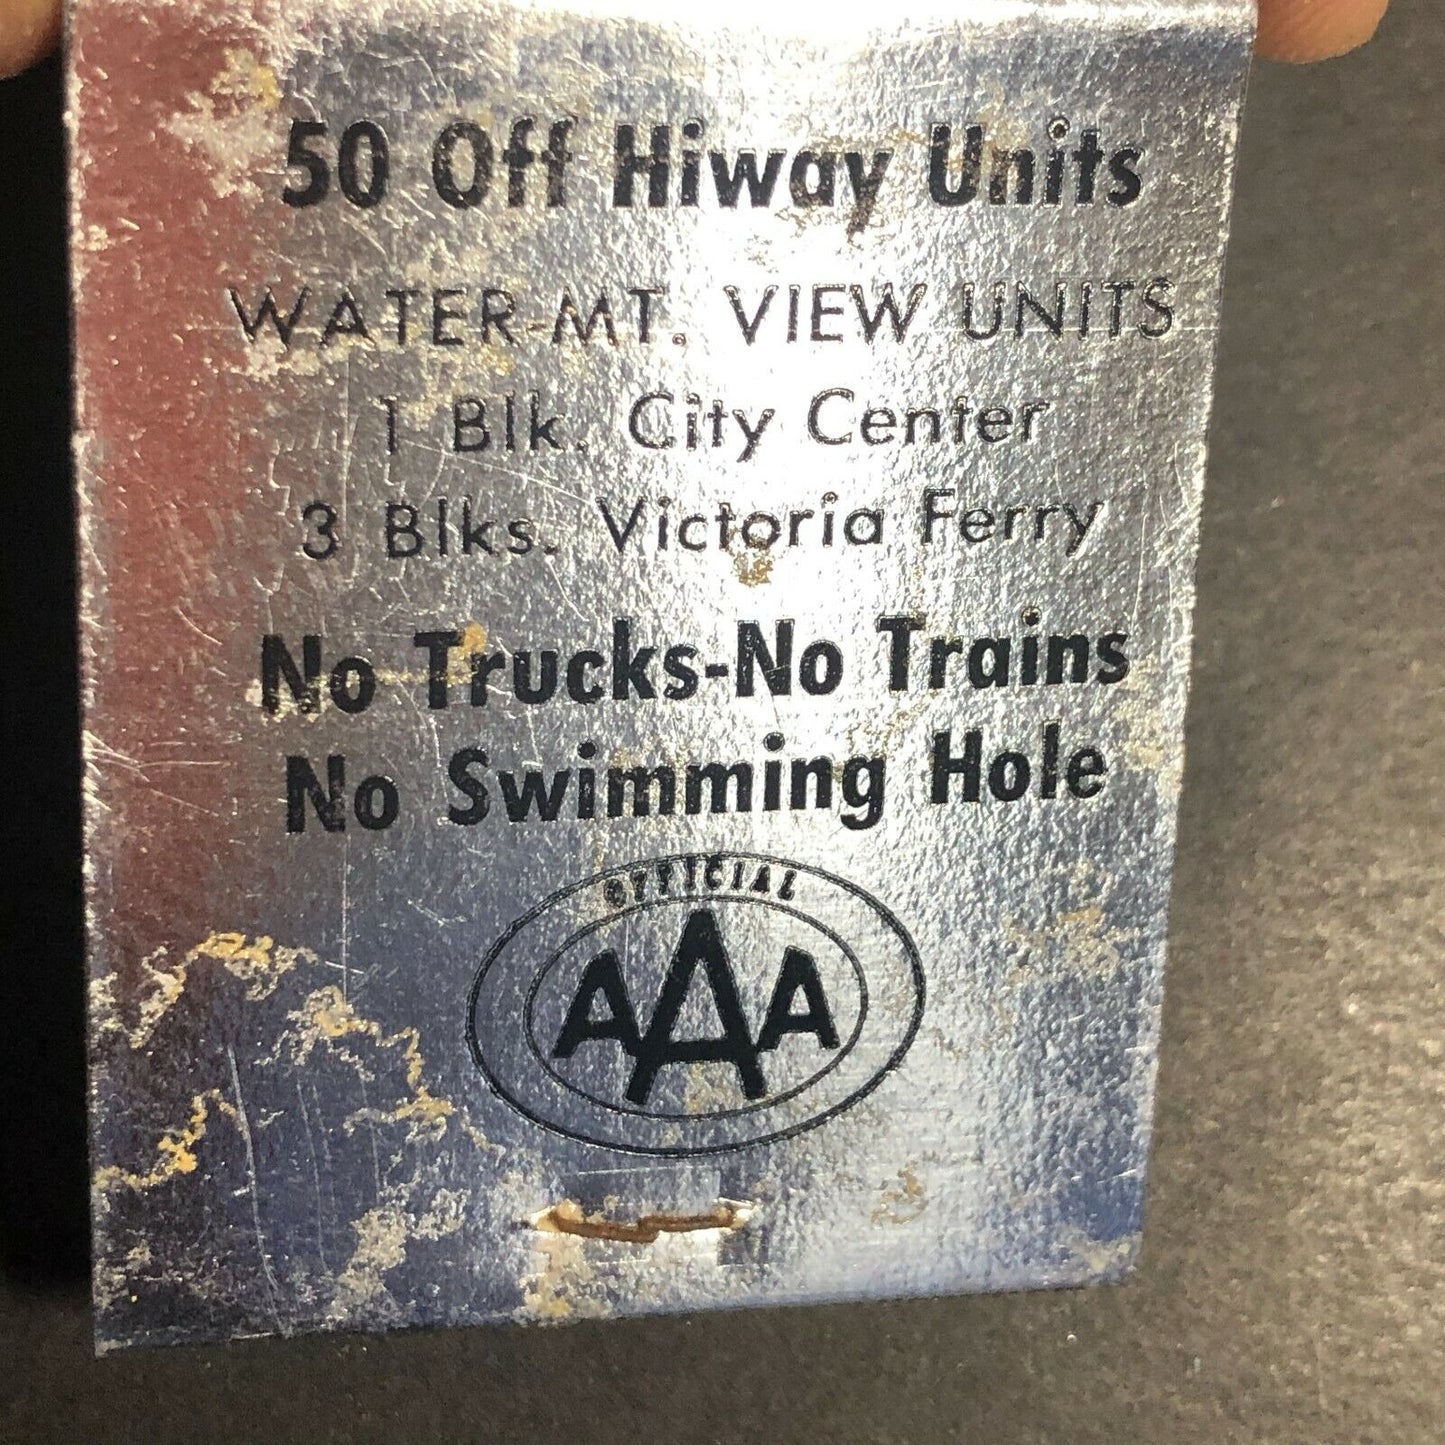 50 Off Hiway Units
WATER-MT. VIEW UNITS
1 Blk. City Center
3 Blks. Victoria Ferry
No Trucks-No Trains
No Swimming Hole
OFFICIAL
AAA